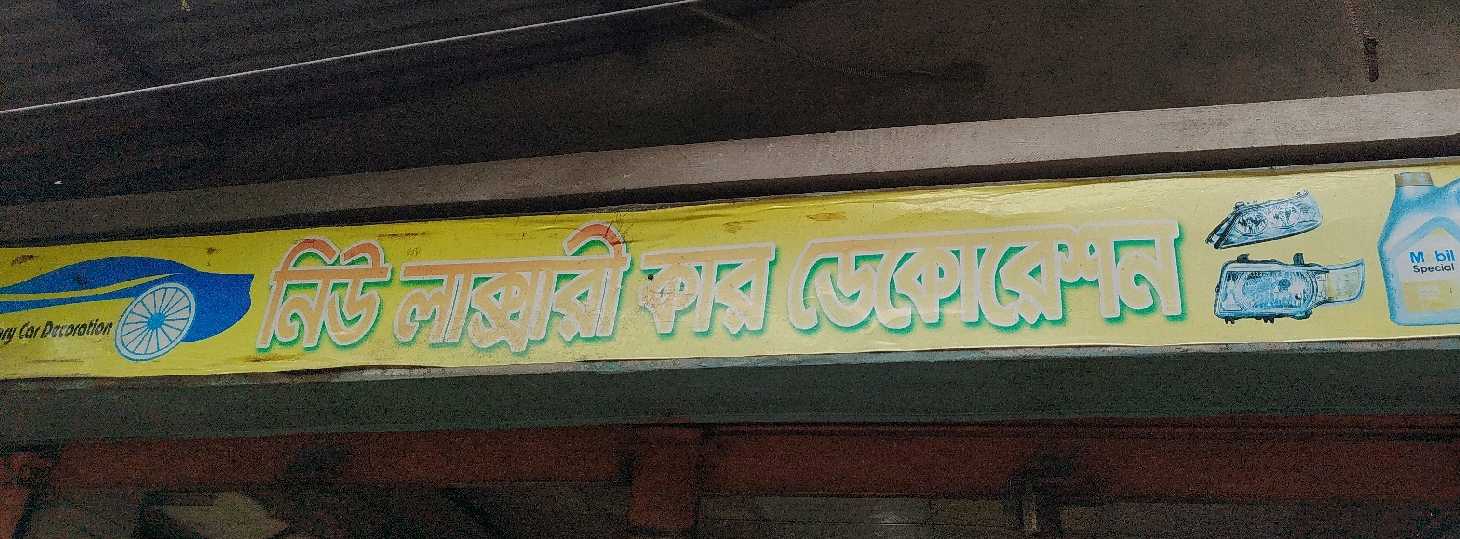 নিউ লাক্সারী কার ডেকোরেশন
Car Decoration
Mobil
Special